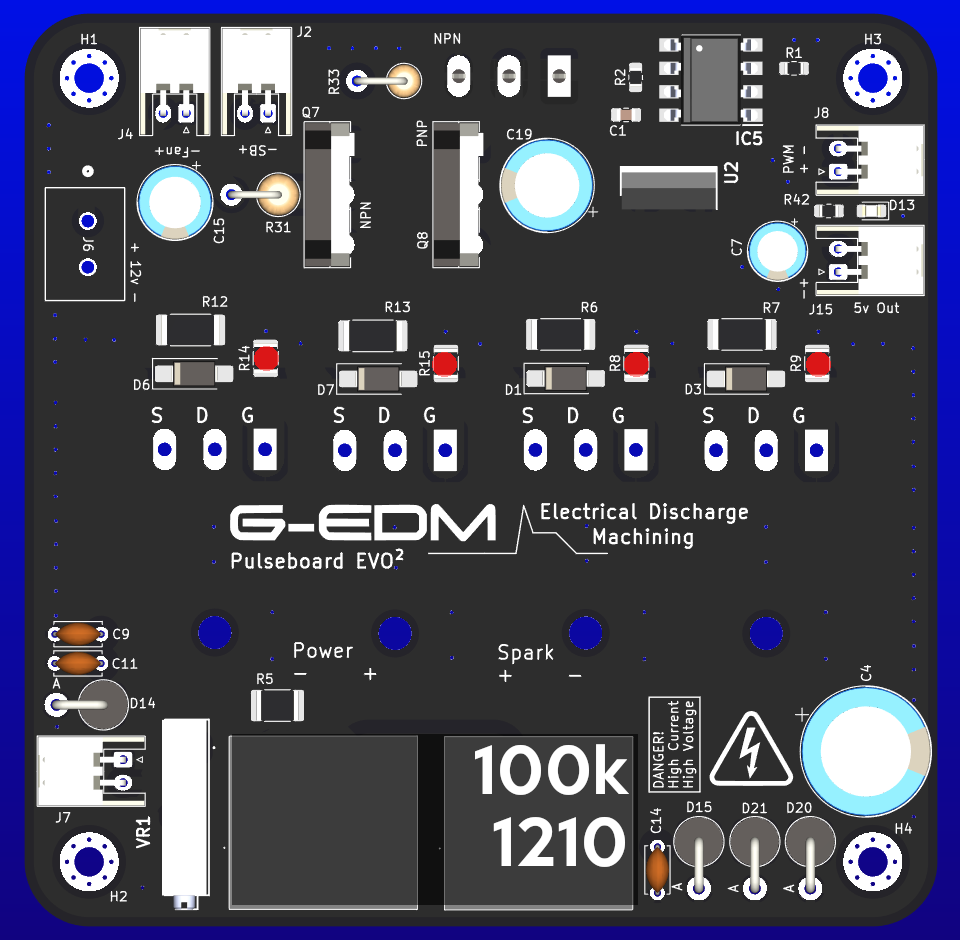 H1
J2
NPN
H3
R33
R2
R1
J4
Q7
C1
IC5
J8
-Fan+
-SB+
PNP
C19
PWM - +
U2
J6
+ 12v -
C15
R31
NPN
Q8
+
R42
D13
C7
- +
J15
5v Out
R12
R13
R6
R7
R14
R15
R8
R9
D6
D7
D1
D3
S D G
S D G
S D G
S D G
G-EDM
Electrical Discharge
Machining
Pulseboard EVO²
C9
C11
Power
- +
Spark
+ -
A
D14
R5
C4
+
DANGER!
High Current
High Voltage
100k
1210
J7
VR1
H2
C14
D15
D21
D20
H4
A
A
A